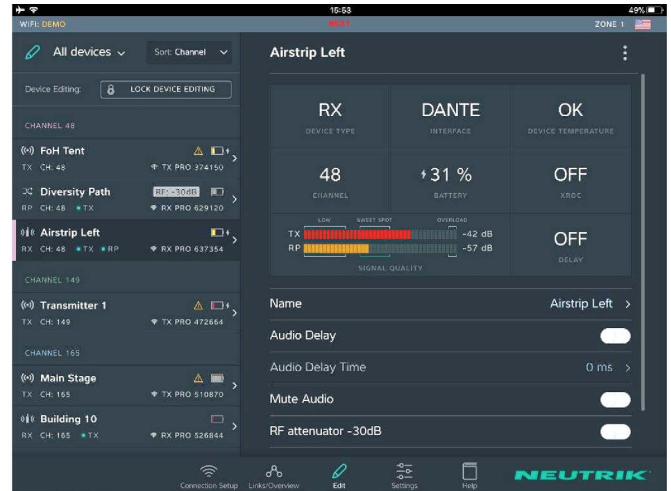 15:53
49%
WIFI: DEMO
ZONE 1
All devices
Sort: Channel
Device Editing:
LOCK DEVICE EDITING
CHANNEL 48
FoH Tent
TX CH: 48
TX PRO 374150
Diversity Path
RF: -30dB
RP CH: 48 TX
RX PRO 629120
Airstrip Left
RX CH: 48 TX RP
RX PRO 637354
CHANNEL 149
Transmitter 1
TX CH: 149
TX PRO 472664
CHANNEL 165
Main Stage
TX CH: 165
TX PRO 510870
Building 10
RX CH: 165 TX
RX PRO 526844
Airstrip Left
RX
DEVICE TYPE
DANTE
INTERFACE
OK
DEVICE TEMPERATURE
48
CHANNEL
31 %
BATTERY
OFF
XROC
LOW SWEET SPOT OVERLOAD
TX -42 dB
RP -57 dB
SIGNAL QUALITY
OFF
DELAY
Name
Airstrip Left
Audio Delay
Audio Delay Time
0 ms
Mute Audio
RF attenuator -30dB
Connection Setup
Links/Overview
Edit
Settings
Help
NEUTRIK